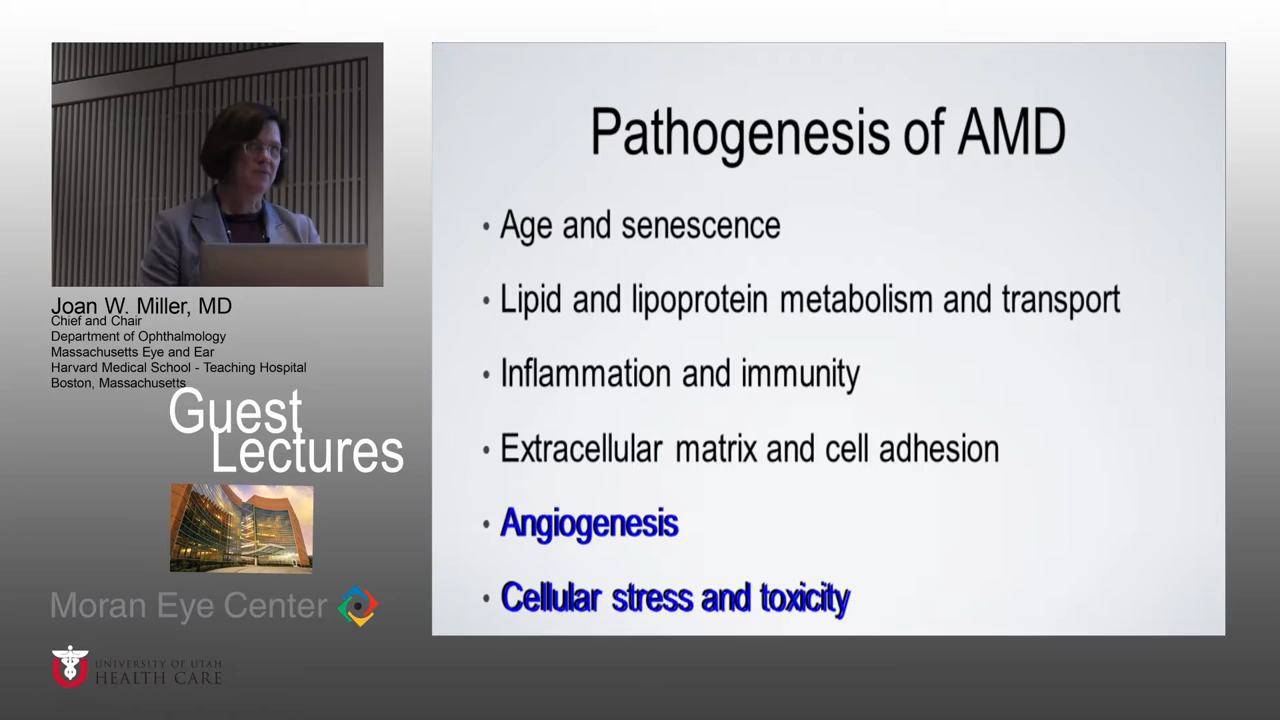 Joan W. Miller, MD
Chief and Chair
Department of Ophthalmology
Massachusetts Eye and Ear
Harvard Medical School - Teaching Hospital
Boston, Massachusetts
Guest
Lectures
Moran Eye Center
UNIVERSITY OF UTAH
HEALTH CARE
Pathogenesis of AMD
• Age and senescence
• Lipid and lipoprotein metabolism and transport
• Inflammation and immunity
• Extracellular matrix and cell adhesion
• Angiogenesis
• Cellular stress and toxicity